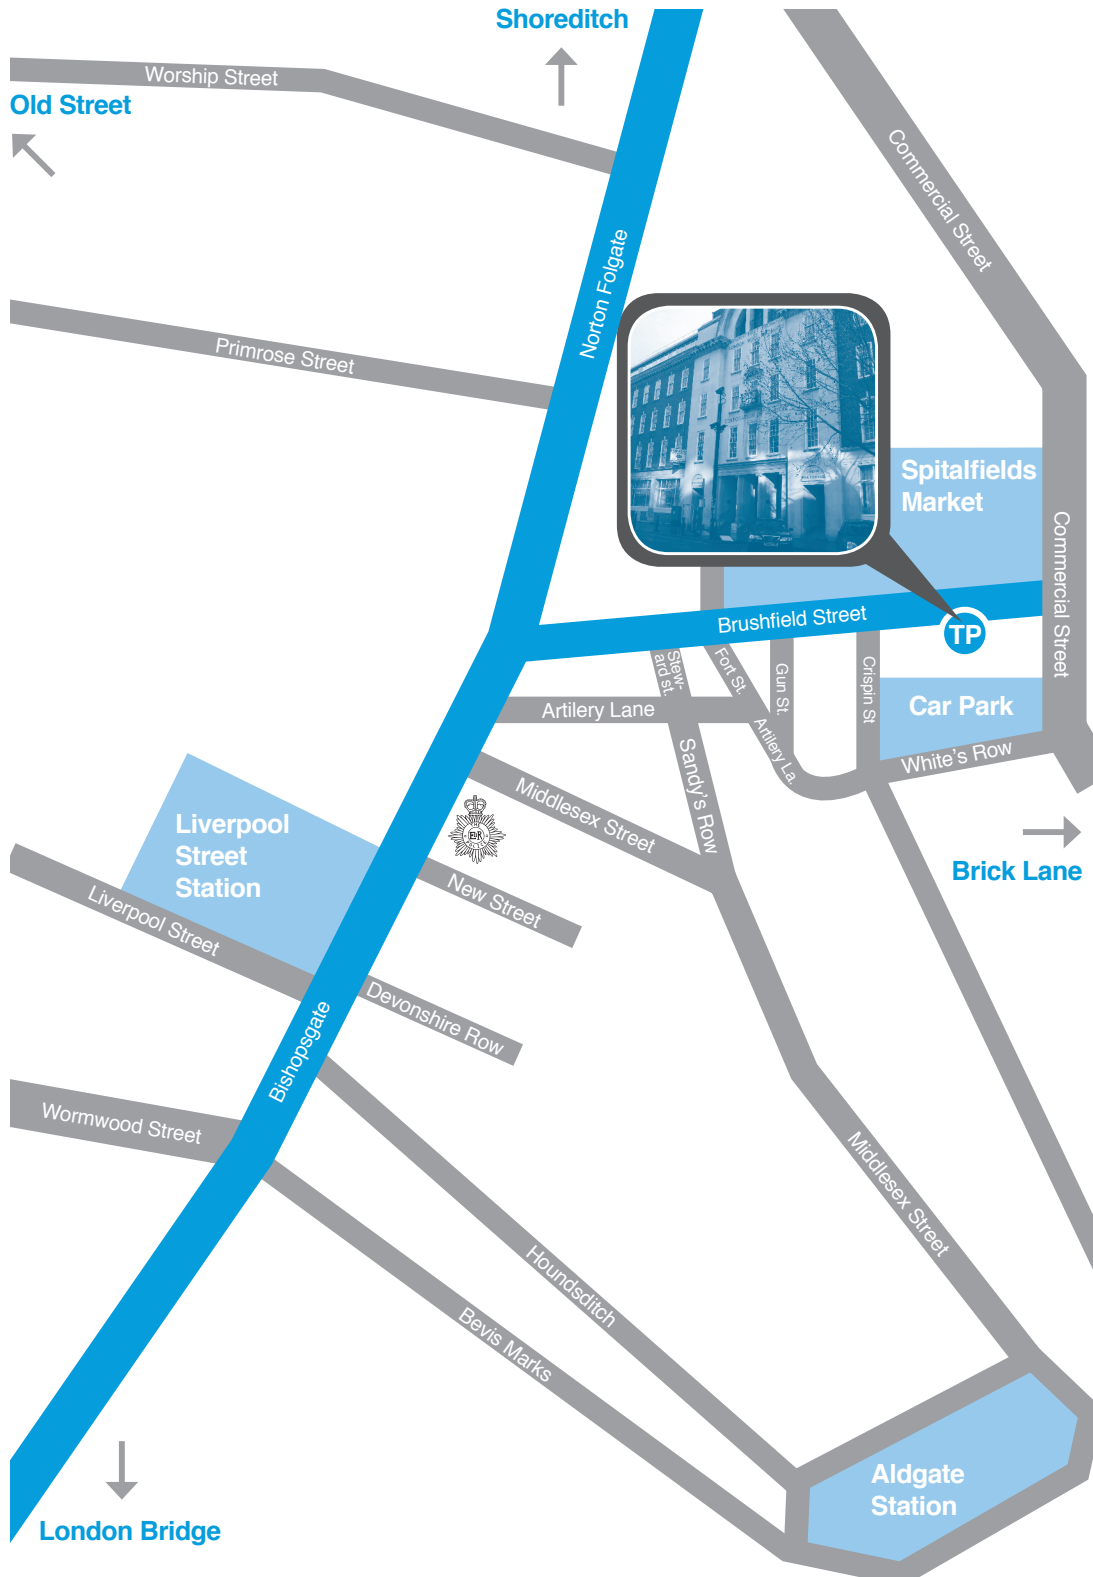 Shoreditch
Worship Street
Old Street
Commercial Street
Norton Folgate
Primrose Street
Spitalfields
Market
Commercial Street
Brushfield Street
TP
Stew-
ard st.
Fort St.
Gun St.
Crispin St
Car Park
Artilery Lane
Artilery La.
White's Row
Sandy's Row
Middlesex Street
Liverpool
Street
Station
E R
Brick Lane
New Street
Liverpool Street
Devonshire Row
Bishopsgate
Wormwood Street
Middlesex Street
Houndsditch
Bevis Marks
Aldgate
Station
London Bridge